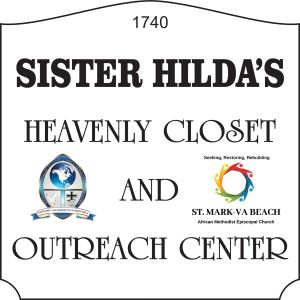 1740
SISTER HILDA'S
HEAVENLY CLOSET
AND
Seeking, Restoring, Rebuilding
ST. MARK-VA BEACH
African Methodist Episcopal Church
OUTREACH CENTER